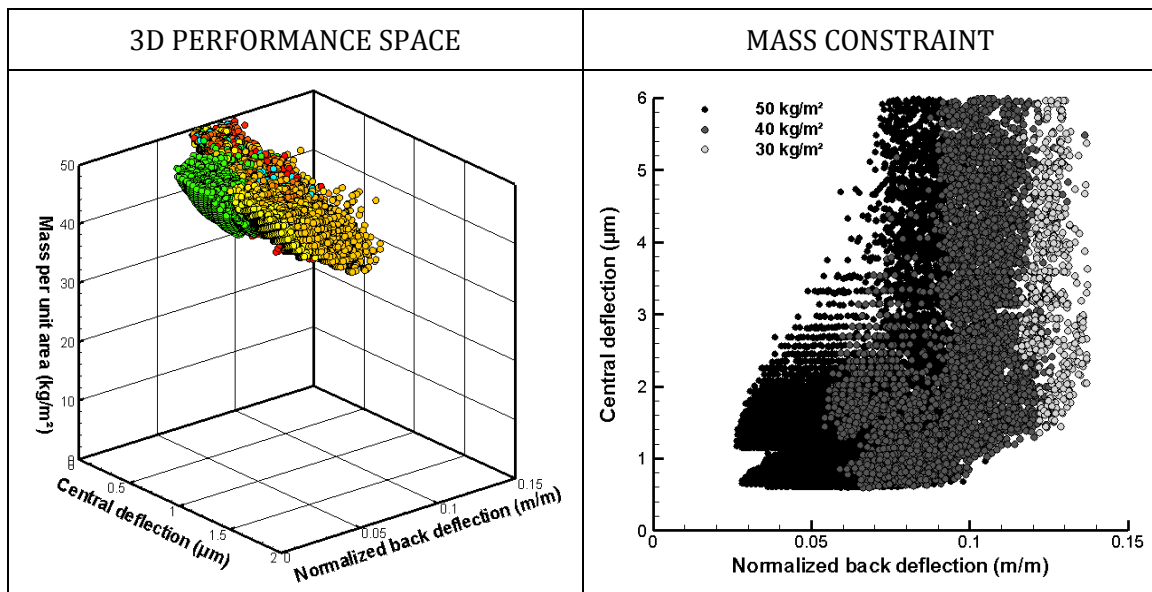 3D PERFORMANCE SPACE
MASS CONSTRAINT
50
40
30
20
10
0
0
0.5
1
1.5
2
0
0.05
0.1
0.15
Mass per unit area (kg/m²)
Central deflection (µm)
Normalized back deflection (m/m)
6
5
4
3
2
1
0
50 kg/m²
40 kg/m²
30 kg/m²
Central deflection (µm)
0
0.05
0.1
0.15
Normalized back deflection (m/m)